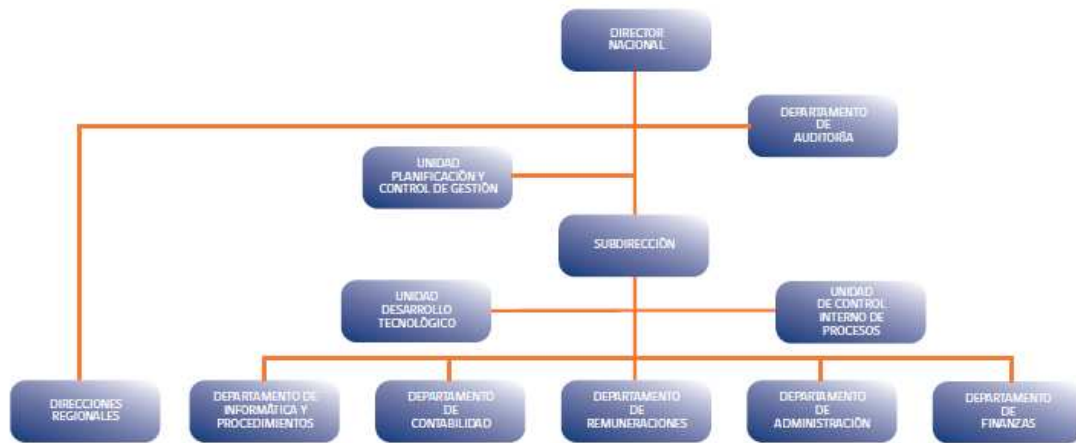 DIRECTOR
NACIONAL
DEPARTAMENTO
DE
AUDITORÍA
UNIDAD
PLANIFICACIÓN Y
CONTROL DE GESTIÓN
SUBDIRECCIÓN
UNIDAD
DESARROLLO
TECNOLÓGICO
UNIDAD
DE CONTROL
INTERNO DE
PROCESOS
DIRECCIONES
REGIONALES
DEPARTAMENTO DE
INFORMÁTICA Y
PROCEDIMIENTOS
DEPARTAMENTO
DE
CONTABILIDAD
DEPARTAMENTO
DE
REMUNERACIONES
DEPARTAMENTO
DE
ADMINISTRACIÓN
DEPARTAMENTO
DE
FINANZAS